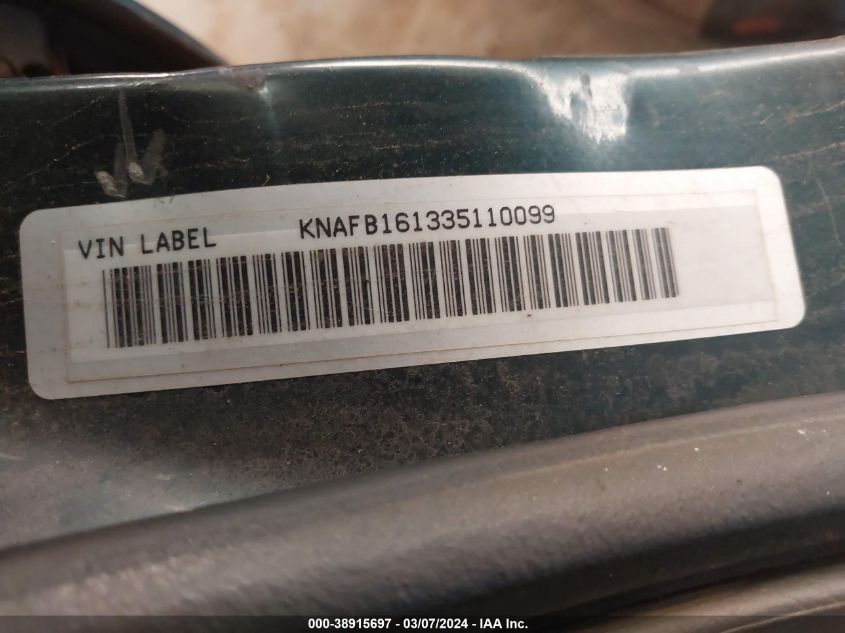 VIN LABEL KNAFB161335110099
000-38915697 - 03/07/2024 - IAA Inc.